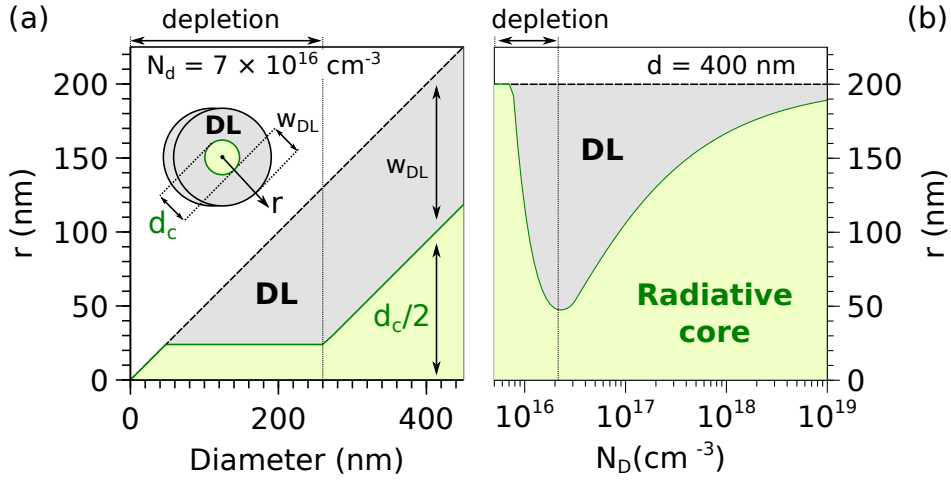 (a)
depletion
N_d = 7 × 10^16 cm^-3
DL
w_DL
r
d_c
w_DL
DL
d_c/2
r (nm)
200
150
100
50
0
0
200
400
Diameter (nm)
(b)
depletion
d = 400 nm
DL
Radiative
core
200
150
100
50
0
r (nm)
10^16
10^17
10^18
10^19
N_D(cm ^-3)